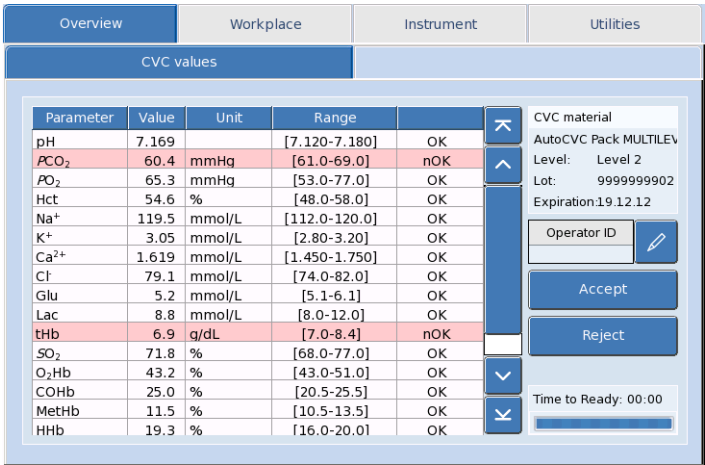 Overview Workplace Instrument Utilities
CVC values
Parameter Value Unit Range
pH 7.169 [7.120-7.180] OK
PCO₂ 60.4 mmHg [61.0-69.0] nOK
PO₂ 65.3 mmHg [53.0-77.0] OK
Hct 54.6 % [48.0-58.0] OK
Na⁺ 119.5 mmol/L [112.0-120.0] OK
K⁺ 3.05 mmol/L [2.80-3.20] OK
Ca²⁺ 1.619 mmol/L [1.450-1.750] OK
Cl⁻ 79.1 mmol/L [74.0-82.0] OK
Glu 5.2 mmol/L [5.1-6.1] OK
Lac 8.8 mmol/L [8.0-12.0] OK
tHb 6.9 g/dL [7.0-8.4] nOK
SO₂ 71.8 % [68.0-77.0] OK
O₂Hb 43.2 % [43.0-51.0] OK
COHb 25.0 % [20.5-25.5] OK
MetHb 11.5 % [10.5-13.5] OK
HHb 19.3 % [16.0-20.0] OK
CVC material
AutoCVC Pack MULTILEV
Level: Level 2
Lot: 9999999902
Expiration:19.12.12
Operator ID
Accept
Reject
Time to Ready: 00:00